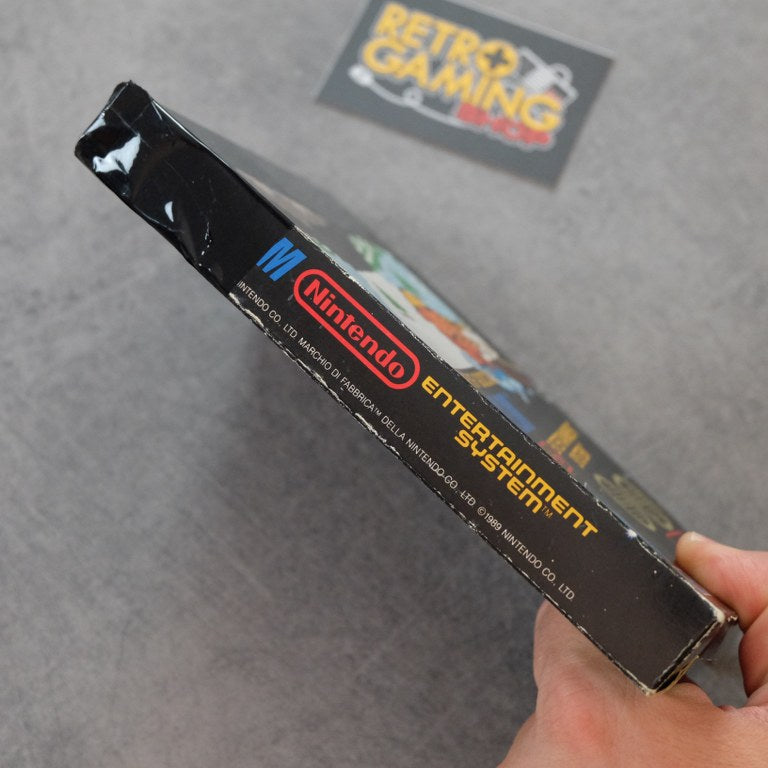 RETRO
GAMING
SHOP
M
Nintendo
ENTERTAINMENT
SYSTEM™
INTENDO CO., LTD. MARCHIO DI FABBRICA™ DELLA NINTENDO CO., LTD. ©1989 NINTENDO CO., LTD.